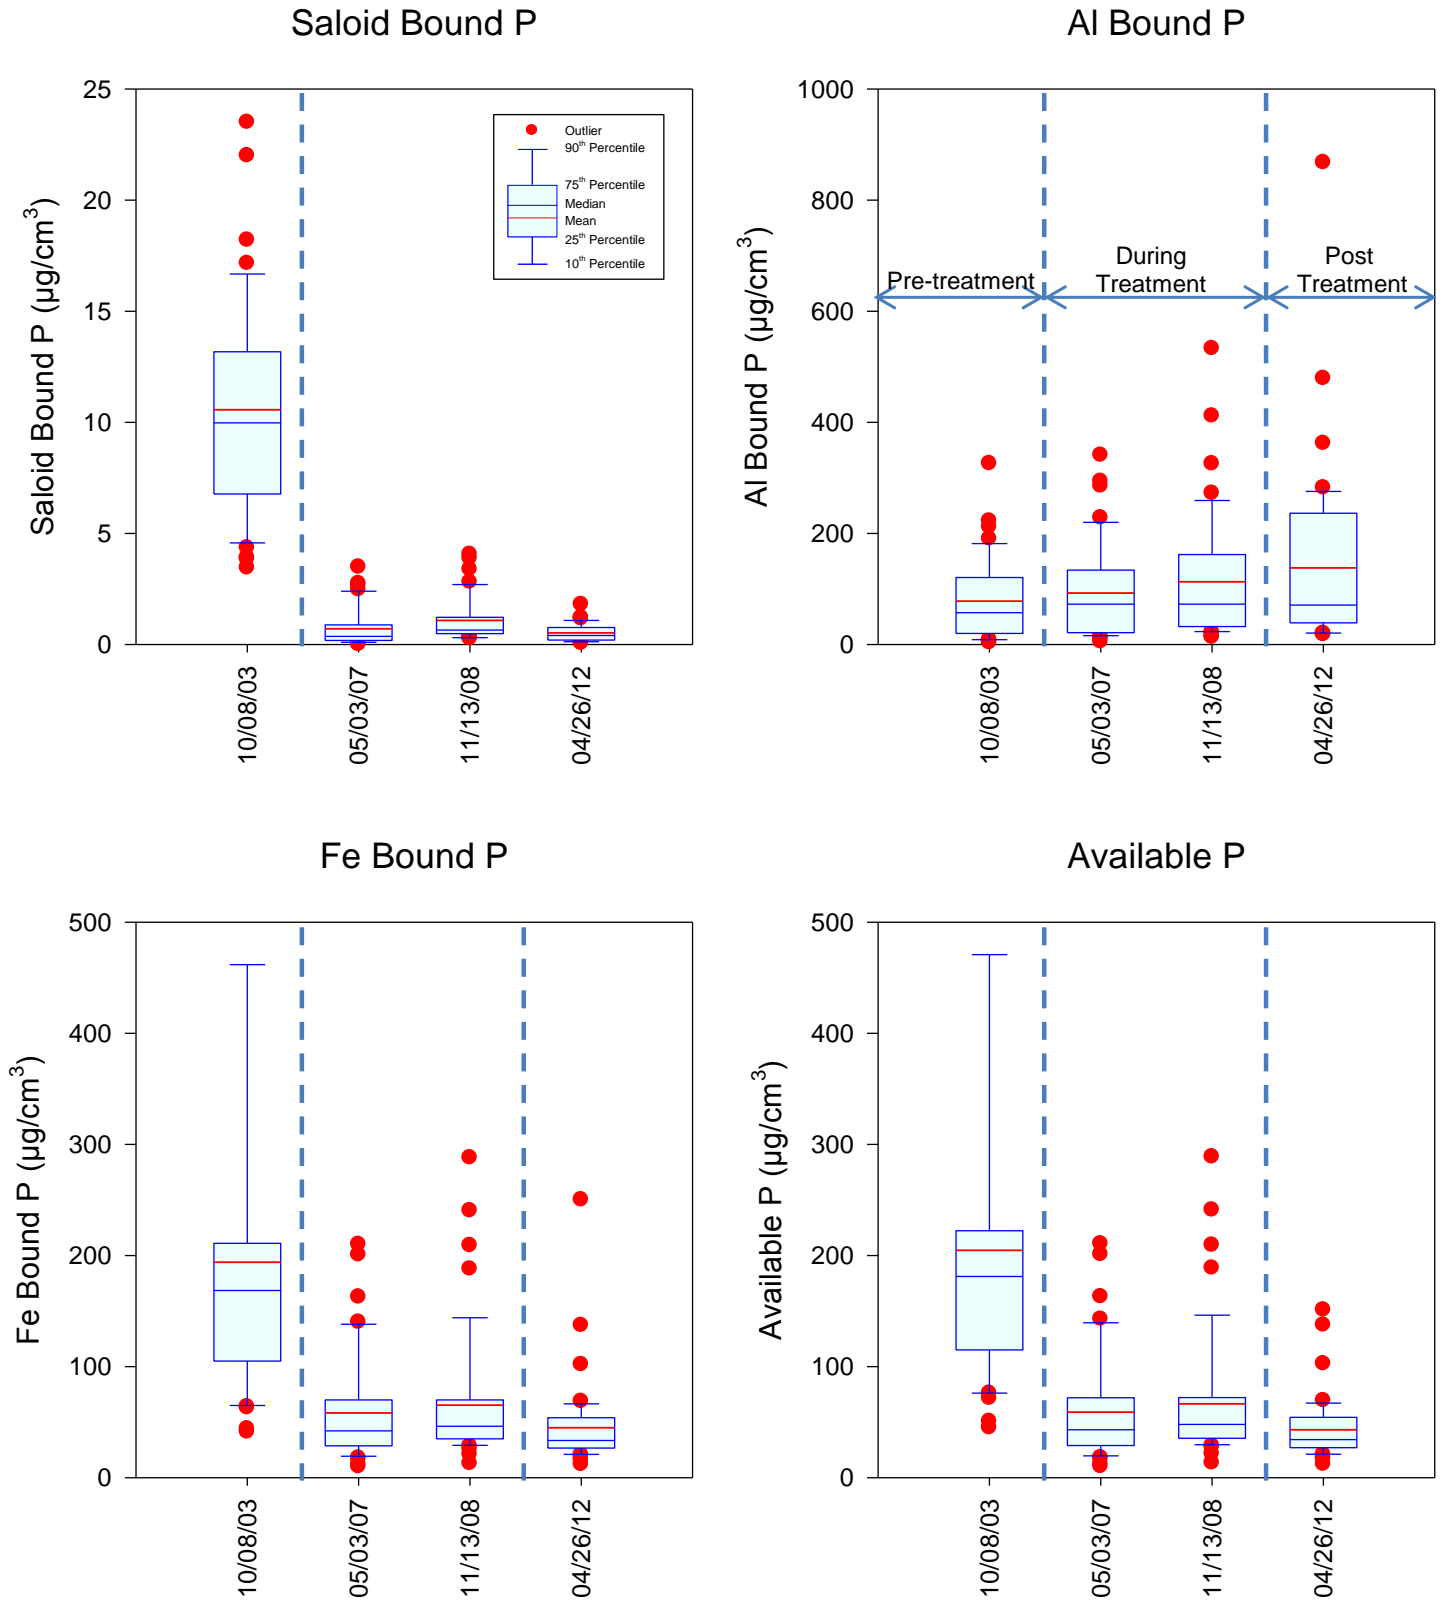 Saloid Bound P
Saloid Bound P (µg/cm³)
25
20
15
10
5
0
Outlier
90th Percentile
75th Percentile
Median
Mean
25th Percentile
10th Percentile
10/08/03
05/03/07
11/13/08
04/26/12
Al Bound P
Al Bound P (µg/cm³)
1000
800
600
400
200
0
Pre-treatment
During
Treatment
Post
Treatment
10/08/03
05/03/07
11/13/08
04/26/12
Fe Bound P
Fe Bound P (µg/cm³)
500
400
300
200
100
0
10/08/03
05/03/07
11/13/08
04/26/12
Available P
Available P (µg/cm³)
500
400
300
200
100
0
10/08/03
05/03/07
11/13/08
04/26/12